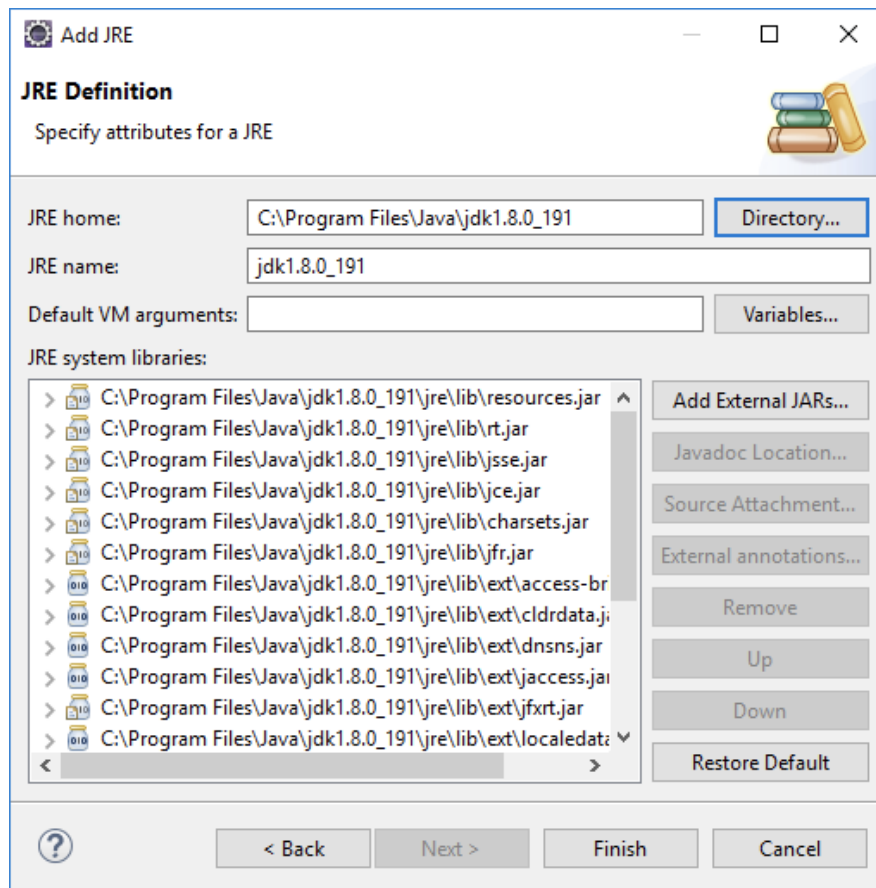 Add JRE
JRE Definition
Specify attributes for a JRE
JRE home: C:\Program Files\Java\jdk1.8.0_191 Directory...
JRE name: jdk1.8.0_191
Default VM arguments: Variables...
JRE system libraries:
C:\Program Files\Java\jdk1.8.0_191\jre\lib\resources.jar
C:\Program Files\Java\jdk1.8.0_191\jre\lib\rt.jar
C:\Program Files\Java\jdk1.8.0_191\jre\lib\jsse.jar
C:\Program Files\Java\jdk1.8.0_191\jre\lib\jce.jar
C:\Program Files\Java\jdk1.8.0_191\jre\lib\charsets.jar
C:\Program Files\Java\jdk1.8.0_191\jre\lib\jfr.jar
C:\Program Files\Java\jdk1.8.0_191\jre\lib\ext\access-br
C:\Program Files\Java\jdk1.8.0_191\jre\lib\ext\cldrdata.ja
C:\Program Files\Java\jdk1.8.0_191\jre\lib\ext\dnsns.jar
C:\Program Files\Java\jdk1.8.0_191\jre\lib\ext\jaccess.jar
C:\Program Files\Java\jdk1.8.0_191\jre\lib\ext\jfxrt.jar
C:\Program Files\Java\jdk1.8.0_191\jre\lib\ext\localedata
Add External JARs...
Javadoc Location...
Source Attachment...
External annotations...
Remove
Up
Down
Restore Default
? < Back Next > Finish Cancel